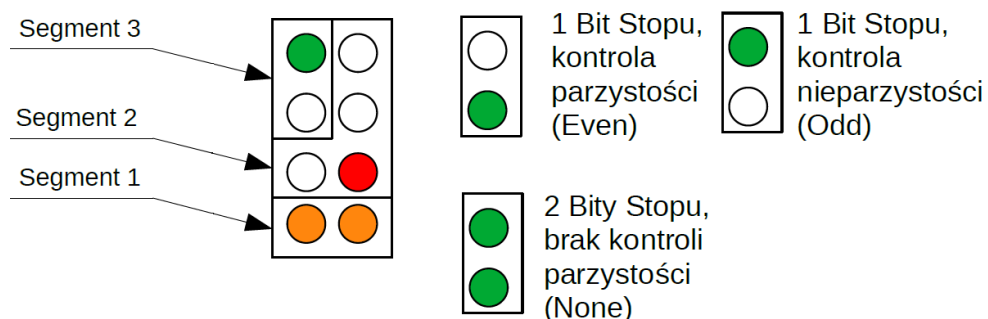 Segment 3
Segment 2
Segment 1
1 Bit Stopu,
kontrola
parzystości
(Even)
1 Bit Stopu,
kontrola
nieparzystości
(Odd)
2 Bity Stopu,
brak kontroli
parzystości
(None)